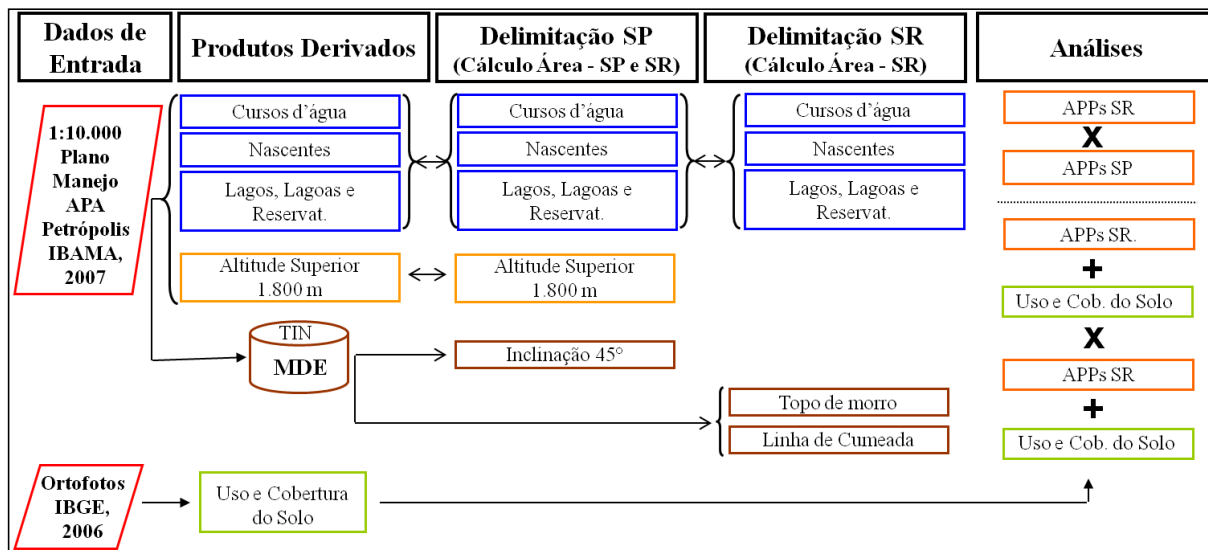 Dados de
Entrada
Produtos Derivados
Delimitação SP
(Cálculo Área - SP e SR)
Delimitação SR
(Cálculo Área - SR)
Análises
1:10.000
Plano
Manejo
APA
Petrópolis
IBAMA,
2007
Cursos d'água
Nascentes
Lagos, Lagoas e
Reservat.
Altitude Superior
1.800 m
TIN
MDE
Cursos d'água
Nascentes
Lagos, Lagoas e
Reservat.
Altitude Superior
1.800 m
Inclinação 45°
Cursos d'água
Nascentes
Lagos, Lagoas e
Reservat.
Topo de morro
Linha de Cumeada
APPs SR
X
APPs SP
APPs SR.
+
Uso e Cob. do Solo
X
APPs SR
+
Uso e Cob. do Solo
Ortofotos
IBGE,
2006
Uso e Cobertura
do Solo